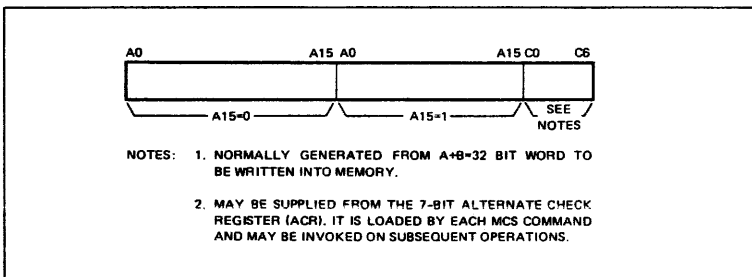 A0 A15 A0 A15 C0 C6
A15=0 A15=1 SEE
NOTES
NOTES: 1. NORMALLY GENERATED FROM A+B=32 BIT WORD TO
BE WRITTEN INTO MEMORY.
2. MAY BE SUPPLIED FROM THE 7-BIT ALTERNATE CHECK
REGISTER (ACR). IT IS LOADED BY EACH MCS COMMAND
AND MAY BE INVOKED ON SUBSEQUENT OPERATIONS.